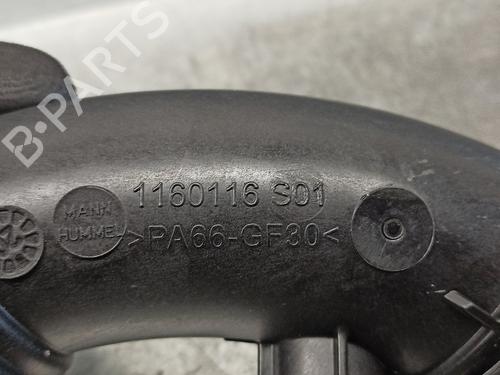 B-PARTS
1160116 S01
MANN
HUMMEL
>PA66-GF30<